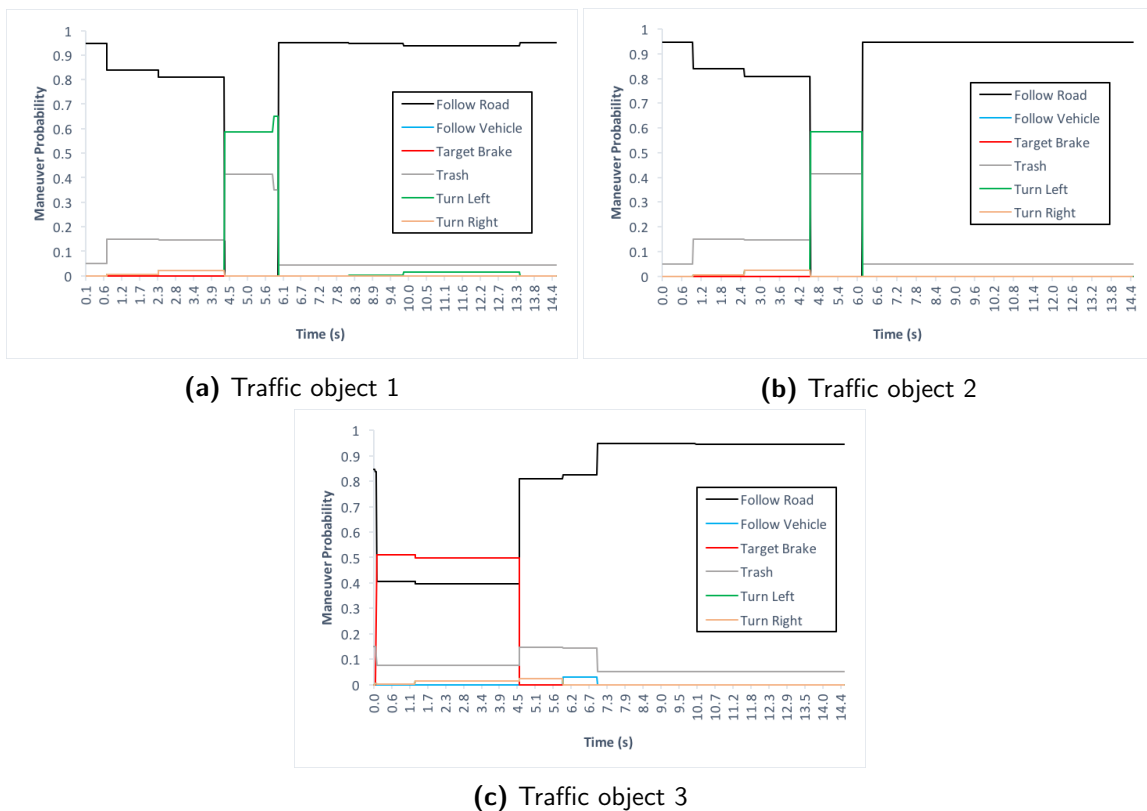 1
0.9
0.8
0.7
0.6
0.5
0.4
0.3
0.2
0.1
0
Maneuver Probability
Follow Road
Follow Vehicle
Target Brake
Trash
Turn Left
Turn Right
0.1 0.6 1.2 1.7 2.3 2.8 3.4 3.9 4.5 5.0 5.6 6.1 6.7 7.2 7.8 8.3 8.9 9.4 10.0 10.5 11.1 11.6 12.2 12.7 13.3 13.8 14.4
Time (s)
(a) Traffic object 1
1
0.9
0.8
0.7
0.6
0.5
0.4
0.3
0.2
0.1
0
Maneuver Probability
Follow Road
Follow Vehicle
Target Brake
Trash
Turn Left
Turn Right
0.0 0.6 1.2 1.8 2.4 3.0 3.6 4.2 4.8 5.4 6.0 6.6 7.2 7.8 8.4 9.0 9.6 10.2 10.8 11.4 12.0 12.6 13.2 13.8 14.4
Time (s)
(b) Traffic object 2
1
0.9
0.8
0.7
0.6
0.5
0.4
0.3
0.2
0.1
0
Maneuver Probability
Follow Road
Follow Vehicle
Target Brake
Trash
Turn Left
Turn Right
0.0 0.6 1.1 1.7 2.3 2.8 3.4 3.9 4.5 5.1 5.6 6.2 6.7 7.3 7.9 8.4 9.0 9.5 10.1 10.7 11.2 11.8 12.3 12.9 13.5 14.0 14.4
Time (s)
(c) Traffic object 3